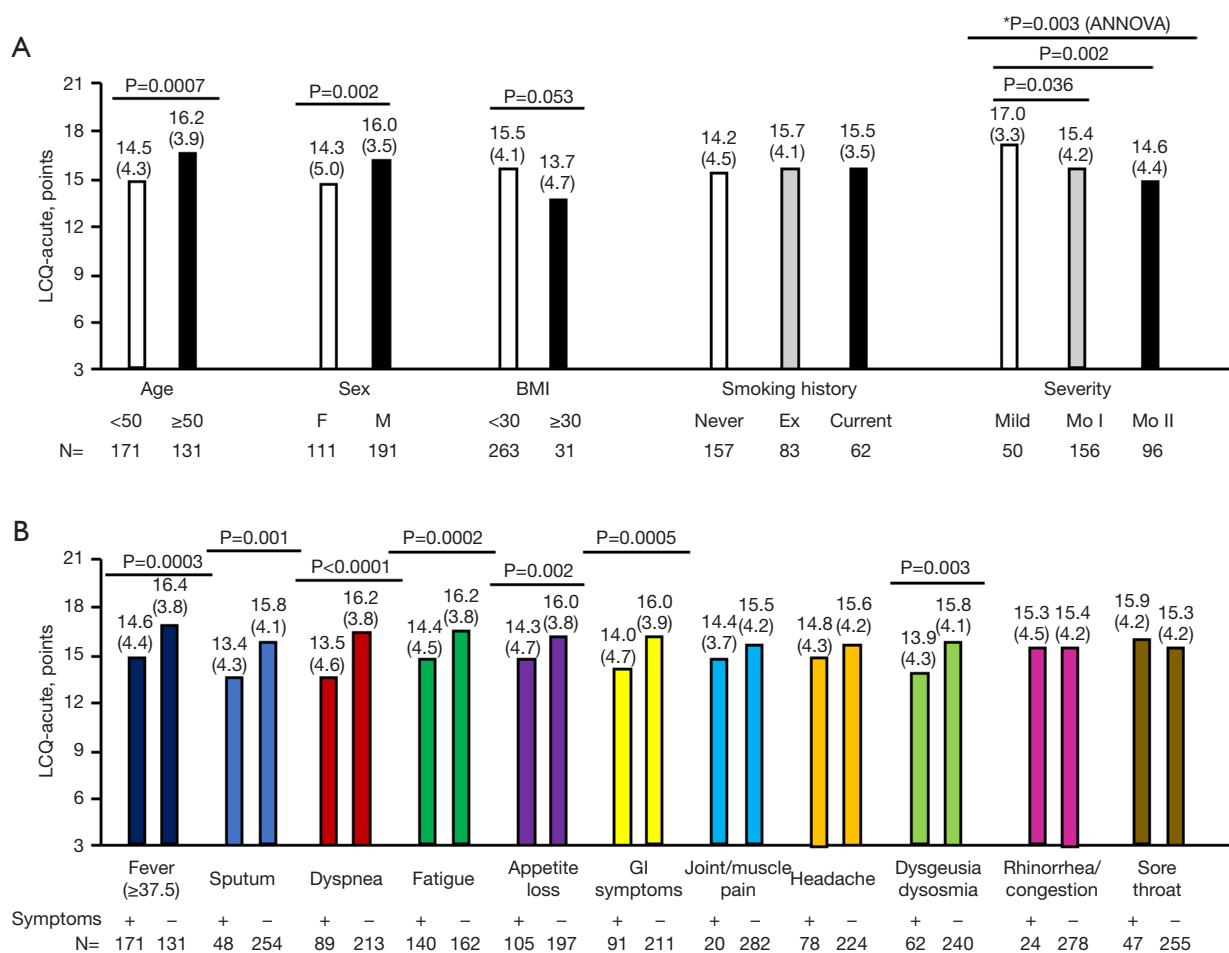 A
*P=0.003 (ANNOVA)
P=0.002
P=0.0007 P=0.002 P=0.053 P=0.036
LCQ-acute, points
21
18
15
12
9
6
3
14.5 (4.3)
16.2 (3.9)
14.3 (5.0)
16.0 (3.5)
15.5 (4.1)
13.7 (4.7)
14.2 (4.5)
15.7 (4.1)
15.5 (3.5)
17.0 (3.3)
15.4 (4.2)
14.6 (4.4)
Age Sex BMI Smoking history Severity
<50 ≥50 F M <30 ≥30 Never Ex Current Mild Mo I Mo II
N= 171 131 111 191 263 31 157 83 62 50 156 96
B
P=0.0003 P=0.001 P<0.0001 P=0.0002 P=0.002 P=0.0005 P=0.003
LCQ-acute, points
21
18
15
12
9
6
3
14.6 (4.4)
16.4 (3.8)
13.4 (4.3)
15.8 (4.1)
13.5 (4.6)
16.2 (3.8)
14.4 (4.5)
16.2 (3.8)
14.3 (4.7)
16.0 (3.8)
14.0 (4.7)
16.0 (3.9)
14.4 (3.7)
15.5 (4.2)
14.8 (4.3)
15.6 (4.2)
13.9 (4.3)
15.8 (4.1)
15.3 (4.5)
15.4 (4.2)
15.9 (4.2)
15.3 (4.2)
Fever (≥37.5)
Sputum
Dyspnea
Fatigue
Appetite loss
GI symptoms
Joint/muscle pain
Headache
Dysgeusia dysosmia
Rhinorrhea/ congestion
Sore throat
Symptoms + − + − + − + − + − + − + − + − + − + − + −
N= 171 131 48 254 89 213 140 162 105 197 91 211 20 282 78 224 62 240 24 278 47 255